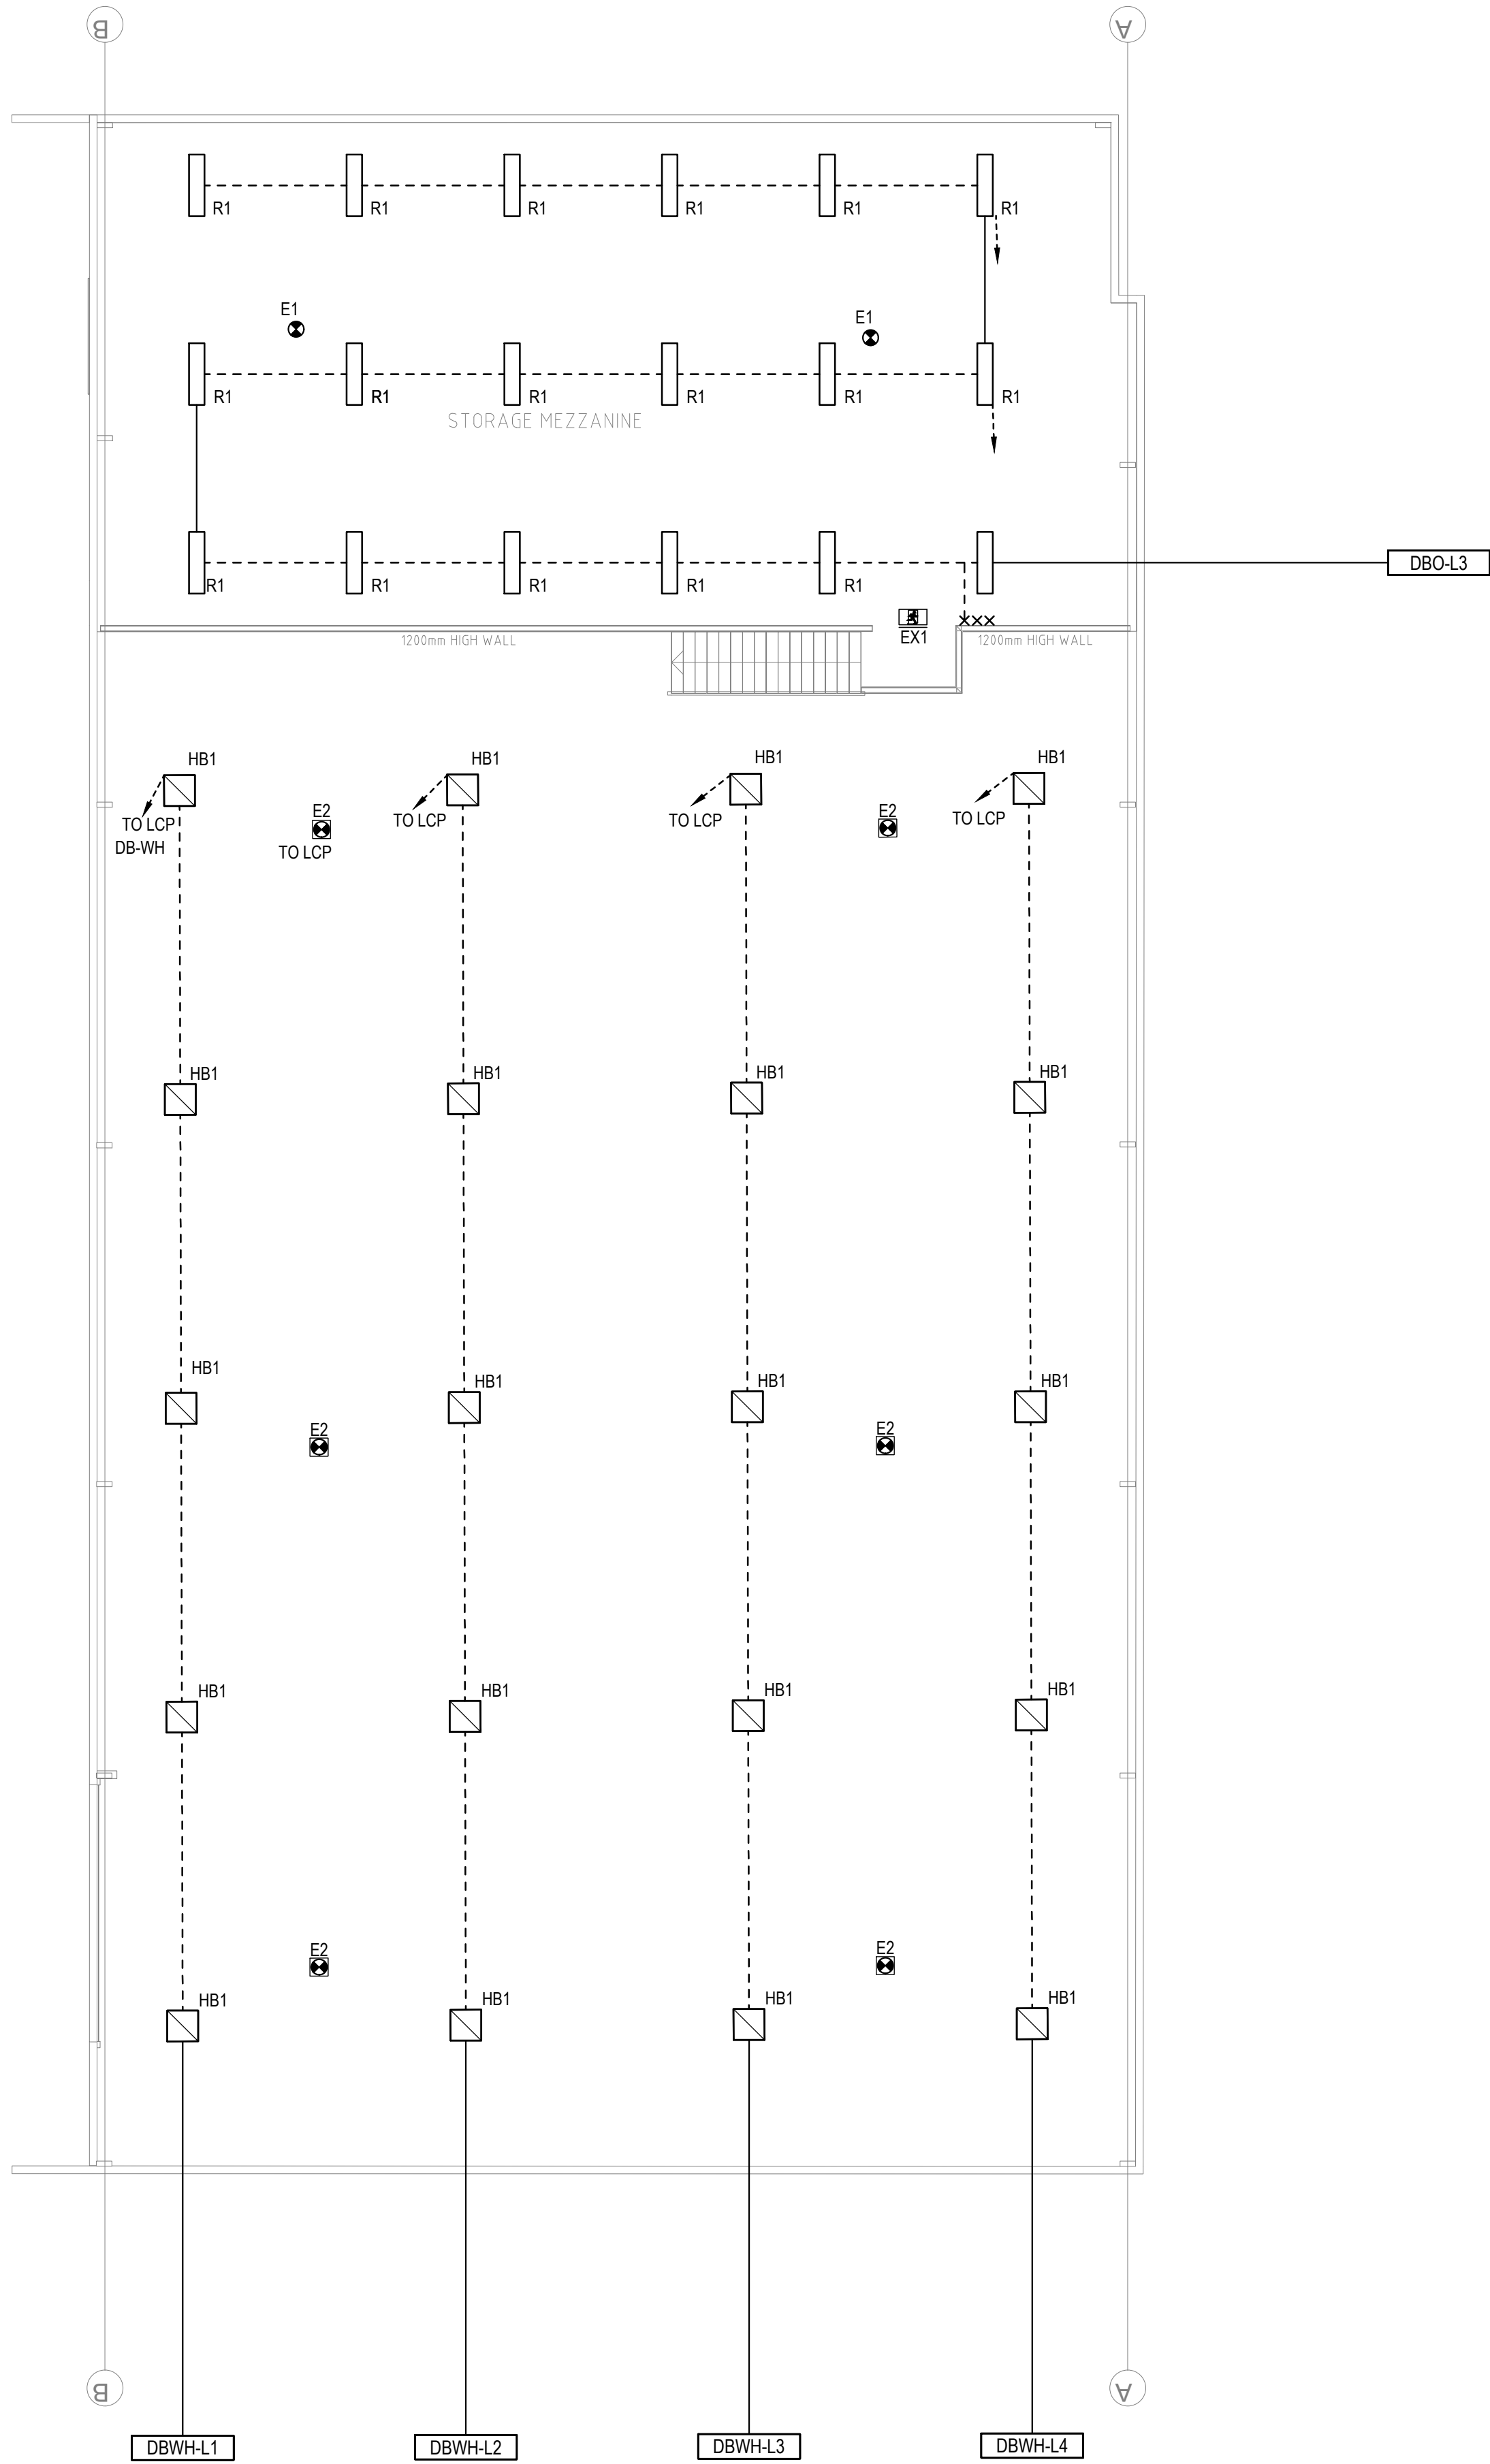 B A
R1 R1 R1 R1 R1 R1
E1 E1
R1 R1 R1 R1 R1 R1
STORAGE MEZZANINE
DBO-L3
R1 R1 R1 R1 R1
EX1
1200mm HIGH WALL 1200mm HIGH WALL
HB1 HB1 HB1 HB1
E2 E2
TO LCP TO LCP TO LCP TO LCP
DB-WH
TO LCP
HB1 HB1 HB1 HB1
HB1 HB1 HB1 HB1
E2 E2
HB1 HB1 HB1 HB1
E2 E2
HB1 HB1 HB1 HB1
B A
DBWH-L1 DBWH-L2 DBWH-L3 DBWH-L4